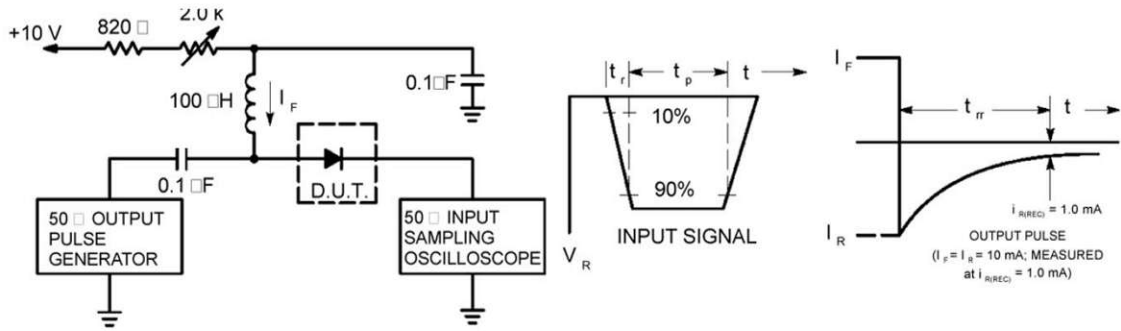 +10 V
820 □
2.0 k
100 □H
I F
0.1□F
0.1 □F
D.U.T.
50 □ OUTPUT
PULSE
GENERATOR
50 □ INPUT
SAMPLING
OSCILLOSCOPE
t r
t p
t
10%
90%
V R
INPUT SIGNAL
I F
t rr
t
I R
i R(REC) = 1.0 mA
OUTPUT PULSE
(I F = I R = 10 mA; MEASURED
at i R(REC) = 1.0 mA)